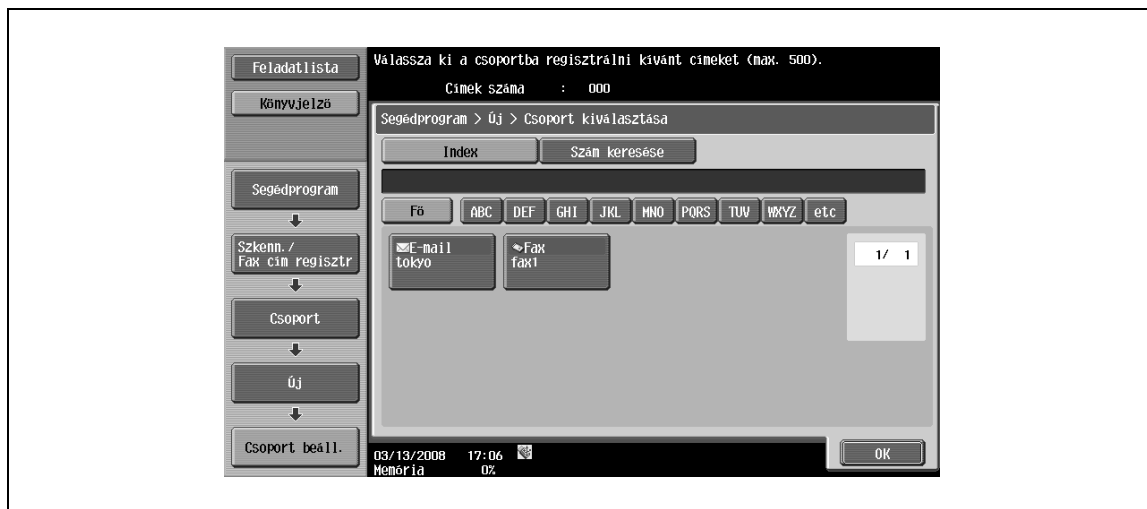 Feladatlista
Könyvjelzö
Segédprogram
Szkenn./
Fax cím regisztr
Csoport
Új
Csoport beáll.
Válassza ki a csoportba regisztrálni kívánt címeket (max. 500).
Címek száma : 000
Segédprogram > Új > Csoport kiválasztása
Index Szám keresése
Fö ABC DEF GHI JKL MNO PQRS TUV WXYZ etc
E-mail Fax
tokyo fax1
1/ 1
03/13/2008 17:06
Memória 0%
OK